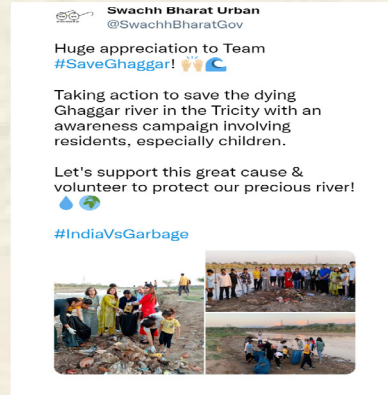 Swachh Bharat Urban
@SwachhBharatGov
Huge appreciation to Team
#SaveGhaggar! 🙌🏻🌊
Taking action to save the dying
Ghaggar river in the Tricity with an
awareness campaign involving
residents, especially children.
Let's support this great cause &
volunteer to protect our precious river!
💧🌍
#IndiaVsGarbage